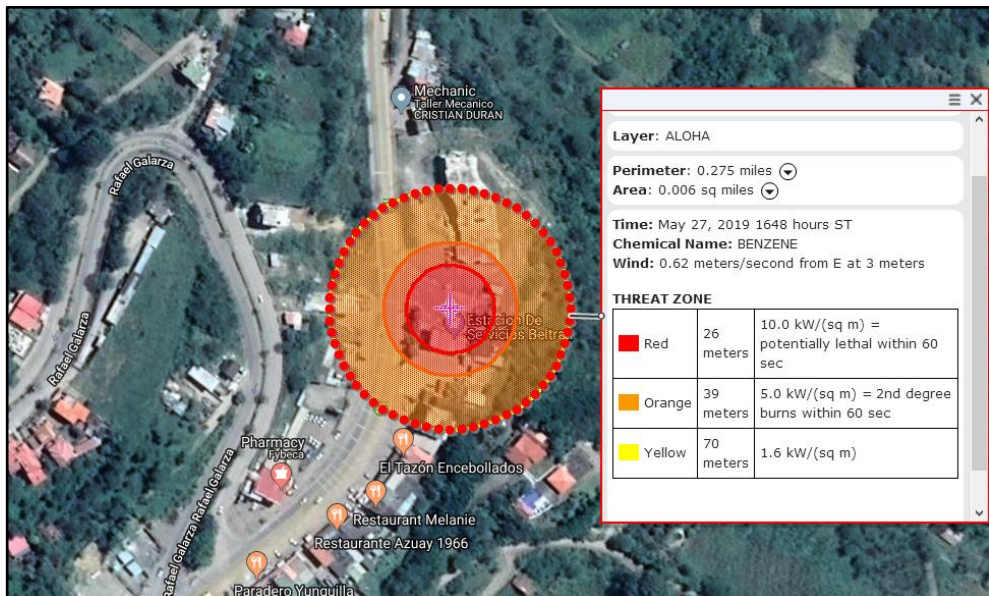 Mechanic
Taller Mecanico
CRISTIAN DURAN
Rafael Galarza
Rafael Galarza
Rafael Galarza
Rafael Galarza Rafael Galarza
Estacion De
Servicios Beltra
Pharmacy
Fybeca
El Tazón Encebollados
Restaurant Melanie
Restaurante Azuay 1966
Paradero Yunguilla
Layer: ALOHA
Perimeter: 0.275 miles
Area: 0.006 sq miles
Time: May 27, 2019 1648 hours ST
Chemical Name: BENZENE
Wind: 0.62 meters/second from E at 3 meters
THREAT ZONE
Red 26 meters 10.0 kW/(sq m) = potentially lethal within 60 sec
Orange 39 meters 5.0 kW/(sq m) = 2nd degree burns within 60 sec
Yellow 70 meters 1.6 kW/(sq m)